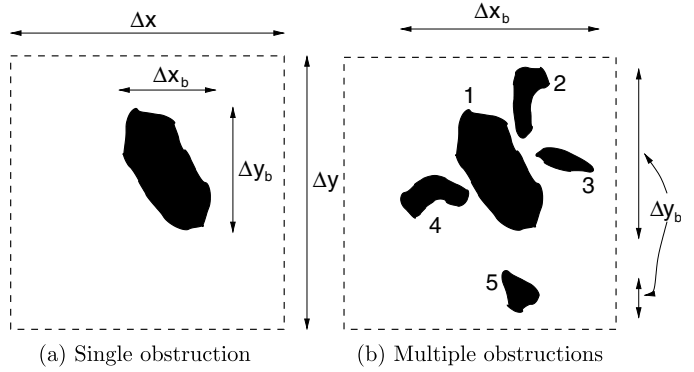 Δx
Δx_b
Δy_b
Δy
(a) Single obstruction
Δx_b
1
2
3
4
5
Δy_b
(b) Multiple obstructions